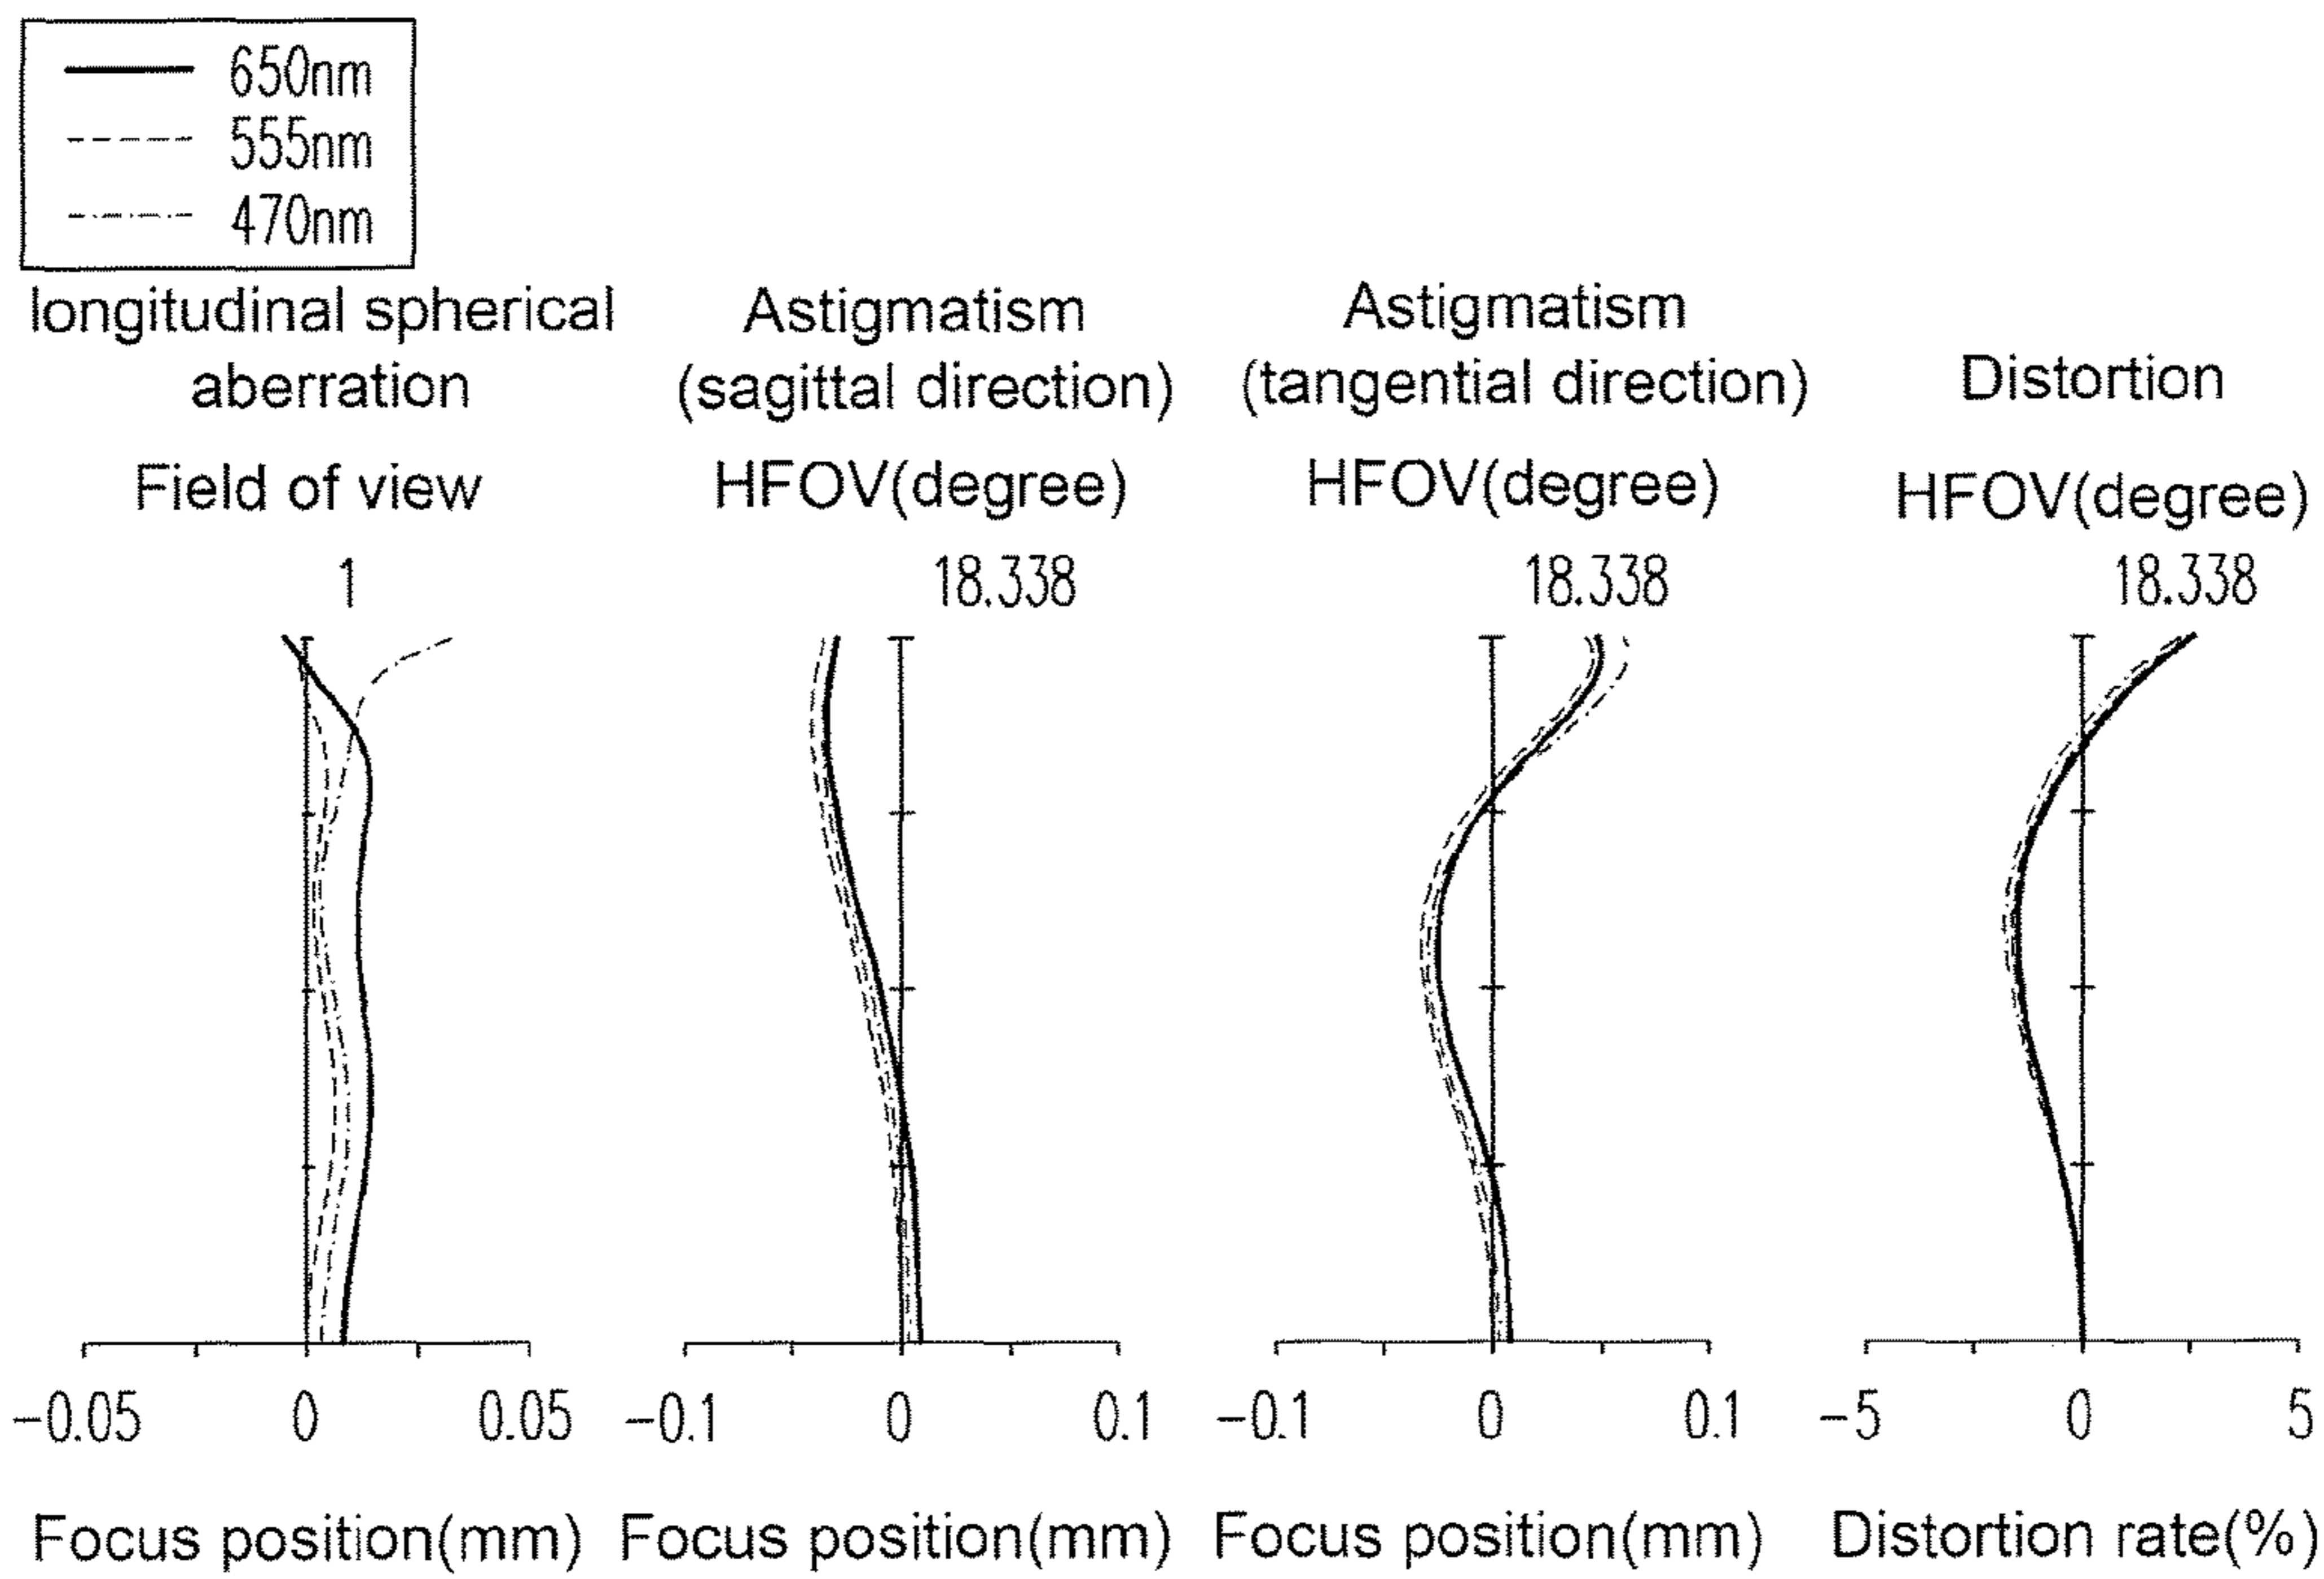 650nm
555nm
470nm
longitudinal spherical
aberration
Field of view
1
Astigmatism
(sagittal direction)
HFOV(degree)
18.338
Astigmatism
(tangential direction)
HFOV(degree)
18.338
Distortion
HFOV(degree)
18.338
-0.05 0 0.05
Focus position(mm)
-0.1 0 0.1
Focus position(mm)
-0.1 0 0.1
Focus position(mm)
-5 0 5
Distortion rate(%)